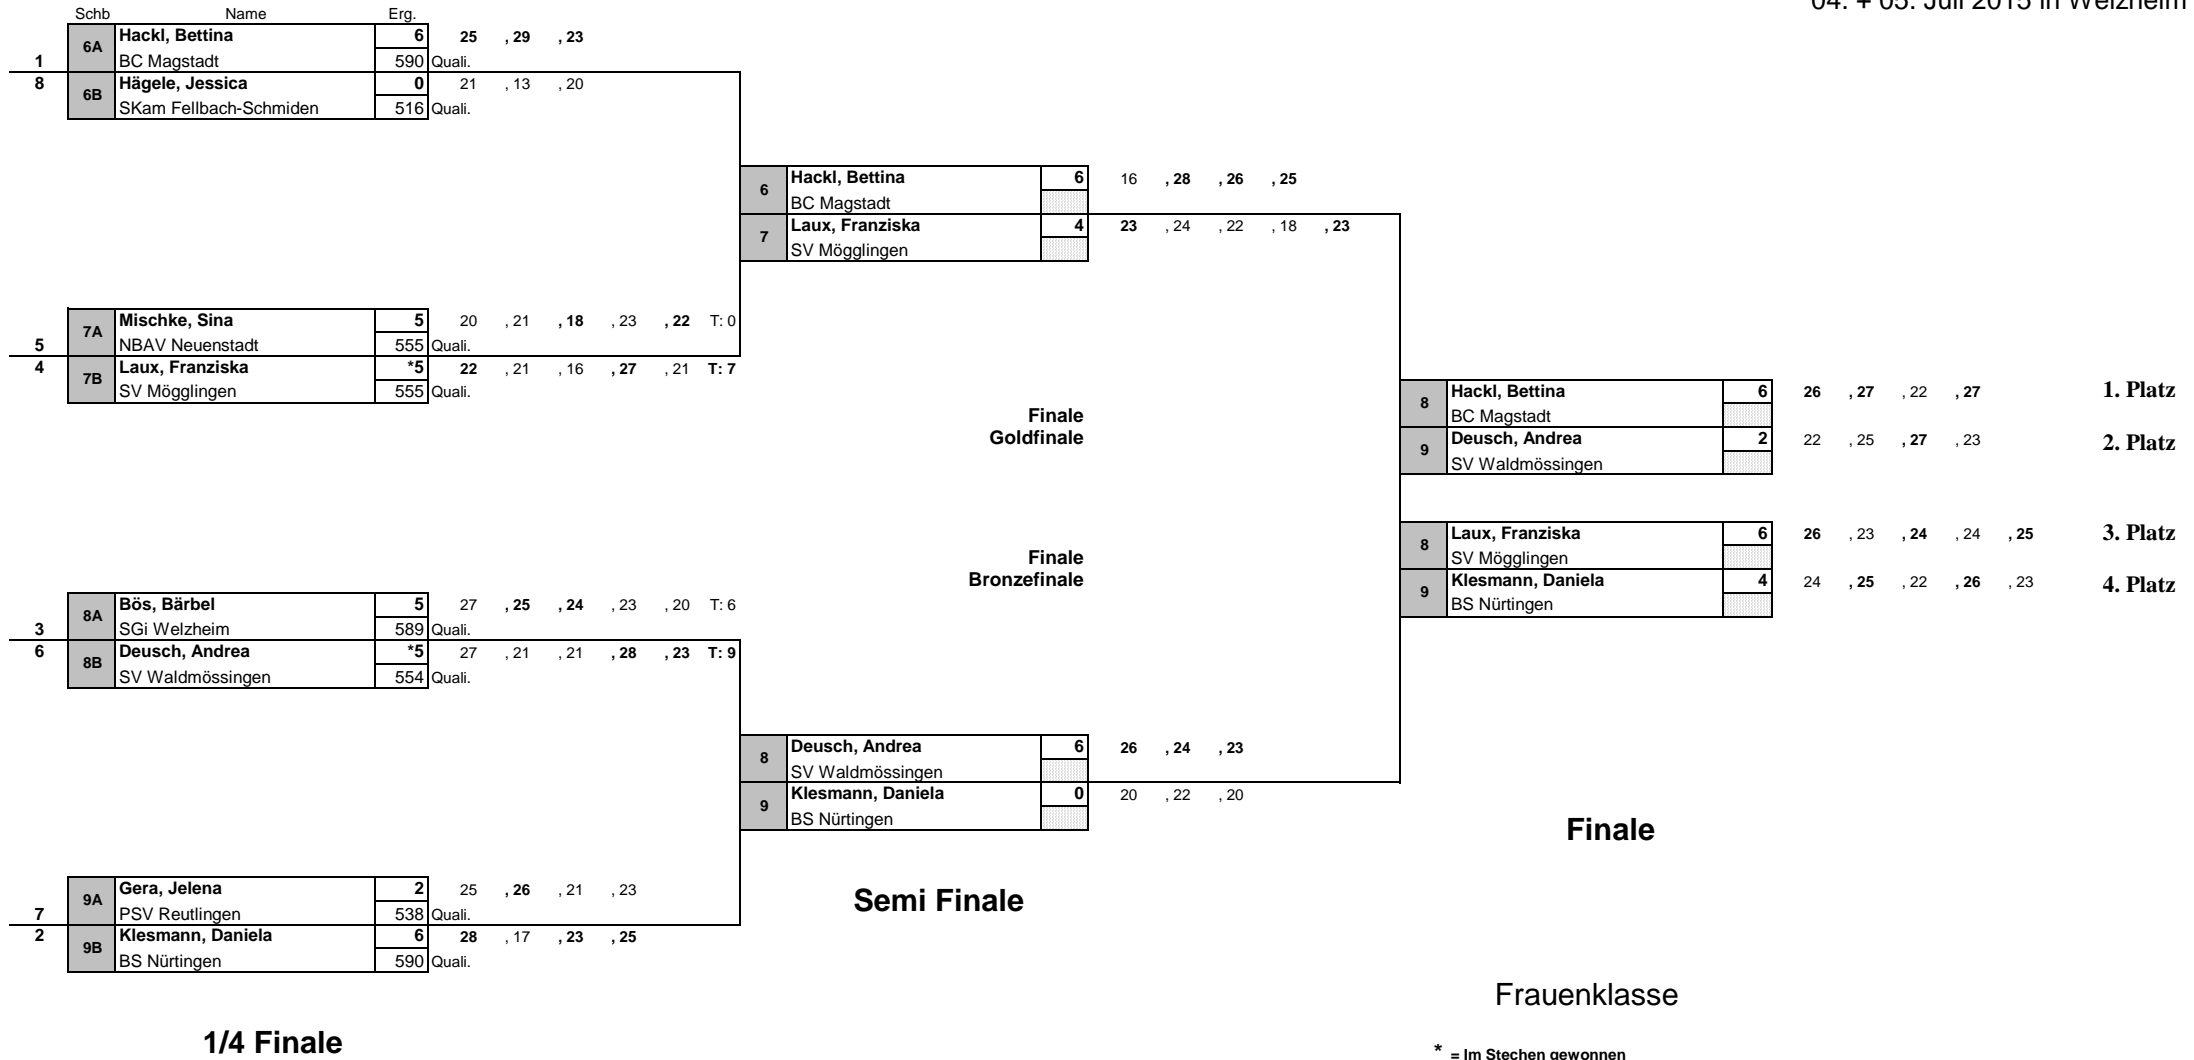 04. + 05. Juli 2015 in Welzheim
Schb Name Erg.
6A Hackl, Bettina 6 25 , 29 , 23
1 BC Magstadt 590 Quali.
8 6B Hägele, Jessica 0 21 , 13 , 20
SKam Fellbach-Schmiden 516 Quali.
6 Hackl, Bettina 6 16 , 28 , 26 , 25
BC Magstadt
7 Laux, Franziska 4 23 , 24 , 22 , 18 , 23
SV Mögglingen
7A Mischke, Sina 5 20 , 21 , 18 , 23 , 22 T: 0
5 NBAV Neuenstadt 555 Quali.
4 7B Laux, Franziska *5 22 , 21 , 16 , 27 , 21 T: 7
SV Mögglingen 555 Quali.
8 Hackl, Bettina 6 26 , 27 , 22 , 27 1. Platz
BC Magstadt
Finale
Goldfinale
9 Deusch, Andrea 2 22 , 25 , 27 , 23 2. Platz
SV Waldmössingen
8 Laux, Franziska 6 26 , 23 , 24 , 24 , 25 3. Platz
SV Mögglingen
Finale
Bronzefinale
9 Klesmann, Daniela 4 24 , 25 , 22 , 26 , 23 4. Platz
BS Nürtingen
8A Bös, Bärbel 5 27 , 25 , 24 , 23 , 20 T: 6
3 SGi Welzheim 589 Quali.
6 8B Deusch, Andrea *5 27 , 21 , 21 , 28 , 23 T: 9
SV Waldmössingen 554 Quali.
8 Deusch, Andrea 6 26 , 24 , 23
SV Waldmössingen
9 Klesmann, Daniela 0 20 , 22 , 20
BS Nürtingen
Finale
9A Gera, Jelena 2 25 , 26 , 21 , 23
Semi Finale
7 PSV Reutlingen 538 Quali.
2 9B Klesmann, Daniela 6 28 , 17 , 23 , 25
BS Nürtingen 590 Quali.
Frauenklasse
1/4 Finale
* = Im Stechen gewonnen